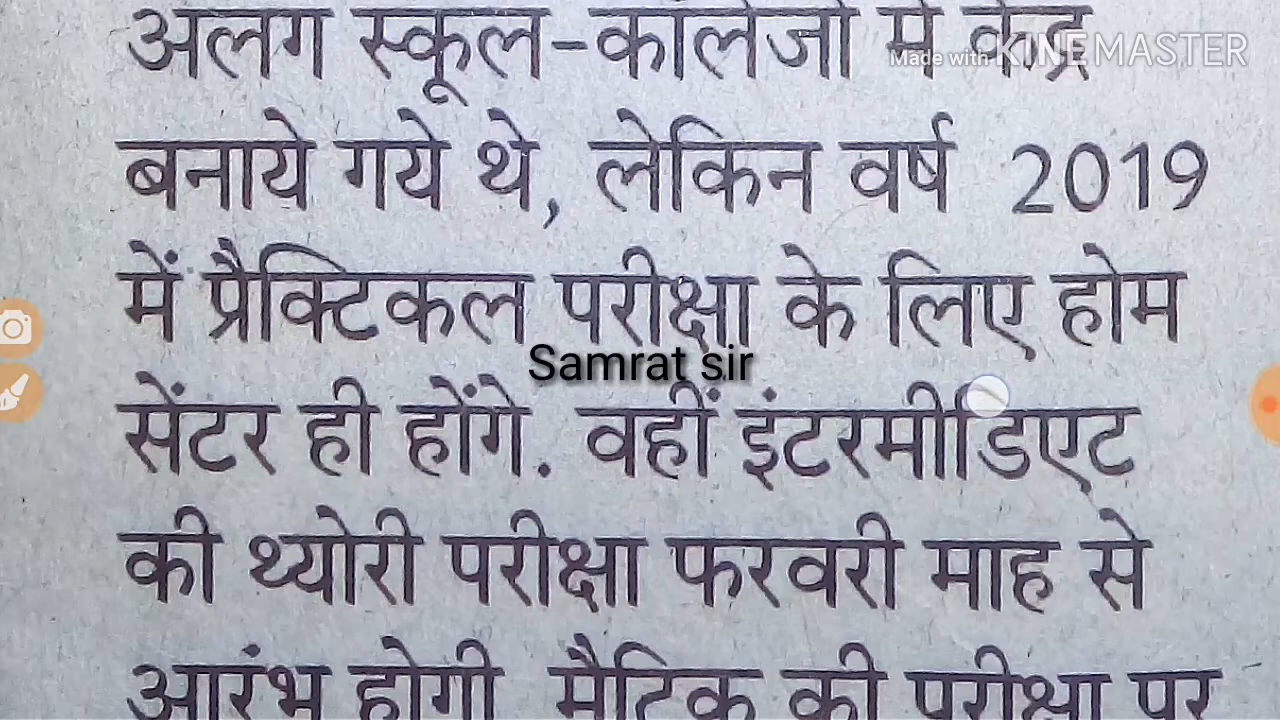 अलग स्कूल-कॉलेजों में केंद्र
Made with KINEMASTER
बनाये गये थे, लेकिन वर्ष 2019
में प्रैक्टिकल परीक्षा के लिए होम
Samrat sir
सेंटर ही होंगे. वहीं इंटरमीडिएट
की थ्योरी परीक्षा फरवरी माह से
आरंभ होगी मैट्रिक की परीक्षा पर